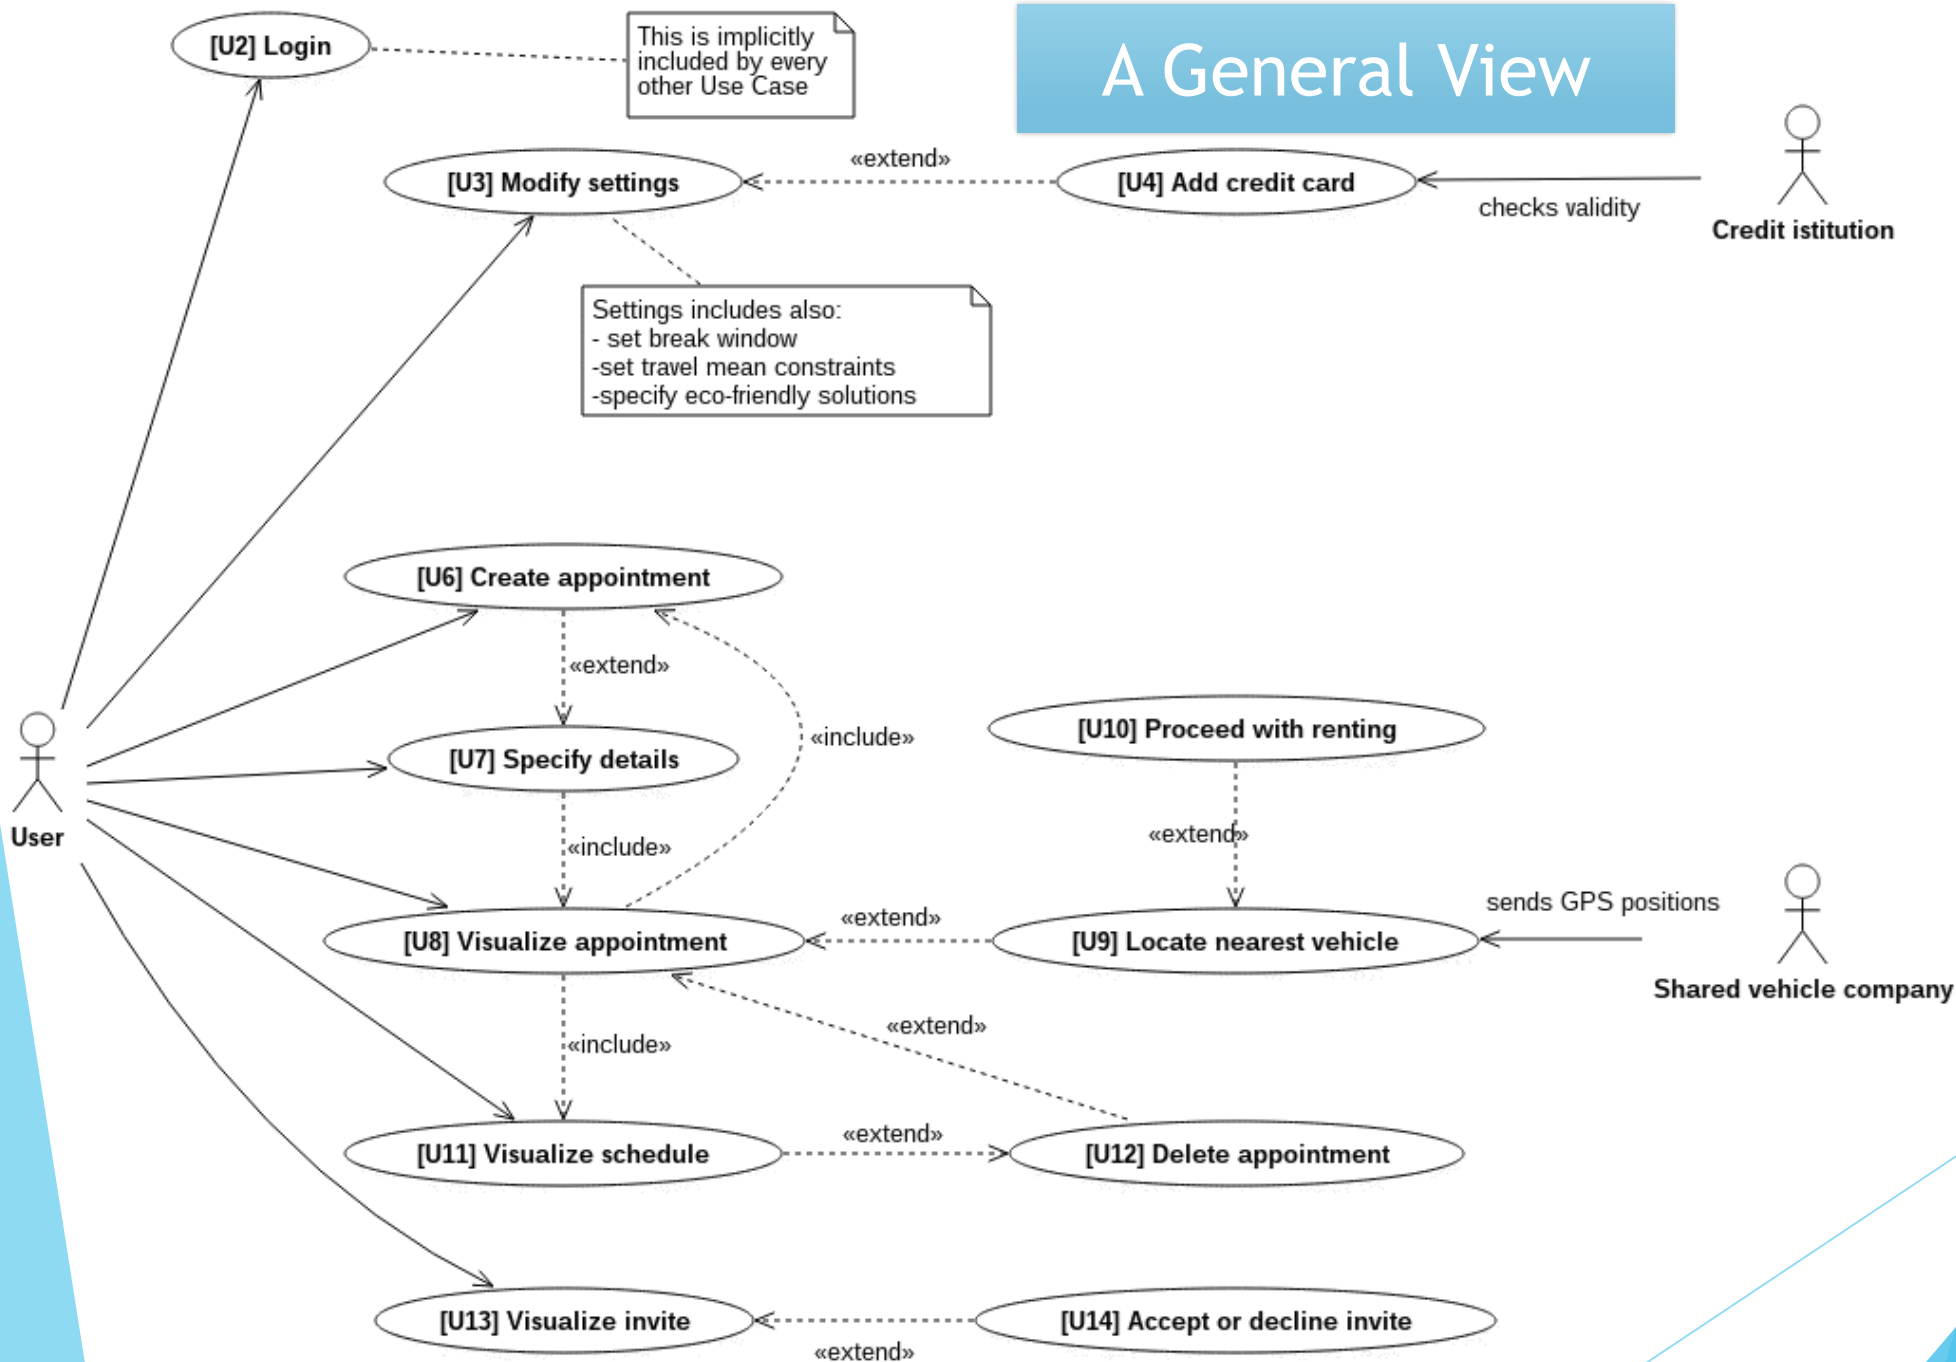 [U2] Login
This is implicitly
included by every
other Use Case
A General View
[U3] Modify settings
«extend»
[U4] Add credit card
checks validity
Credit istitution
Settings includes also:
- set break window
-set travel mean constraints
-specify eco-friendly solutions
[U6] Create appointment
«extend»
«include»
[U10] Proceed with renting
[U7] Specify details
User
«include»
«extend»
sends GPS positions
[U8] Visualize appointment
«extend»
[U9] Locate nearest vehicle
Shared vehicle company
«extend»
«include»
[U11] Visualize schedule
«extend»
[U12] Delete appointment
[U13] Visualize invite
«extend»
[U14] Accept or decline invite